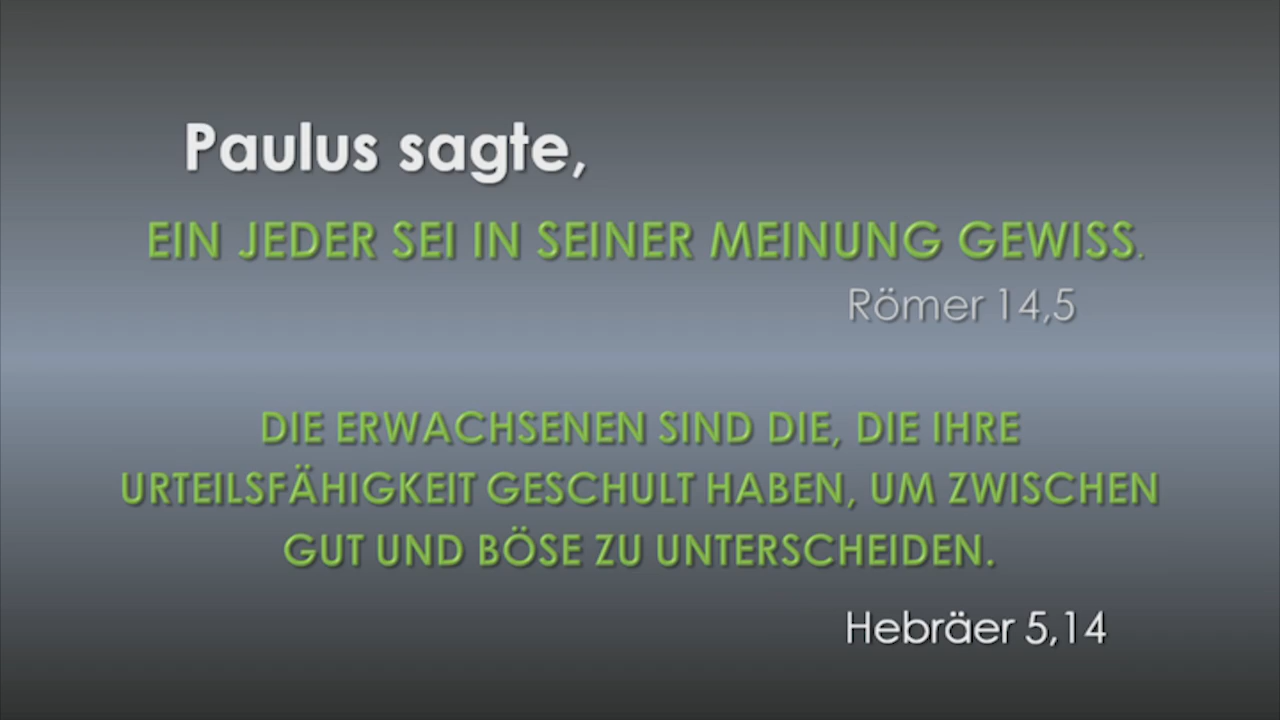 Paulus sagte,
EIN JEDER SEI IN SEINER MEINUNG GEWISS.
Römer 14,5
DIE ERWACHSENEN SIND DIE, DIE IHRE
URTEILSFÄHIGKEIT GESCHULT HABEN, UM ZWISCHEN
GUT UND BÖSE ZU UNTERSCHEIDEN.
Hebräer 5,14